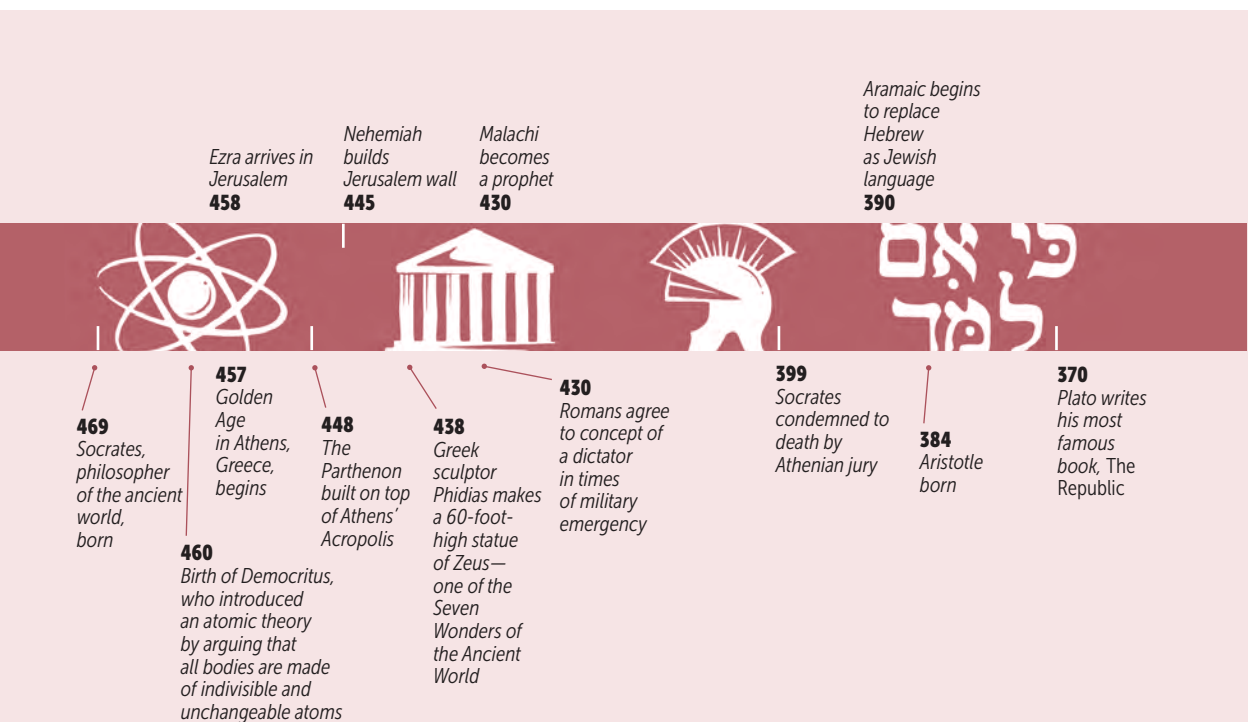 Aramaic begins
to replace
Hebrew
as Jewish
language
390
Nehemiah
builds
Jerusalem wall
445
Malachi
becomes
a prophet
430
Ezra arrives in
Jerusalem
458
כי אם
למד
469
Socrates,
philosopher
of the ancient
world,
born
460
Birth of Democritus,
who introduced
an atomic theory
by arguing that
all bodies are made
of indivisible and
unchangeable atoms
457
Golden
Age
in Athens,
Greece,
begins
448
The
Parthenon
built on top
of Athens’
Acropolis
438
Greek
sculptor
Phidias makes
a 60-foot-
high statue
of Zeus—
one of the
Seven
Wonders of
the Ancient
World
430
Romans agree
to concept of
a dictator
in times
of military
emergency
399
Socrates
condemned to
death by
Athenian jury
384
Aristotle
born
370
Plato writes
his most
famous
book, The
Republic